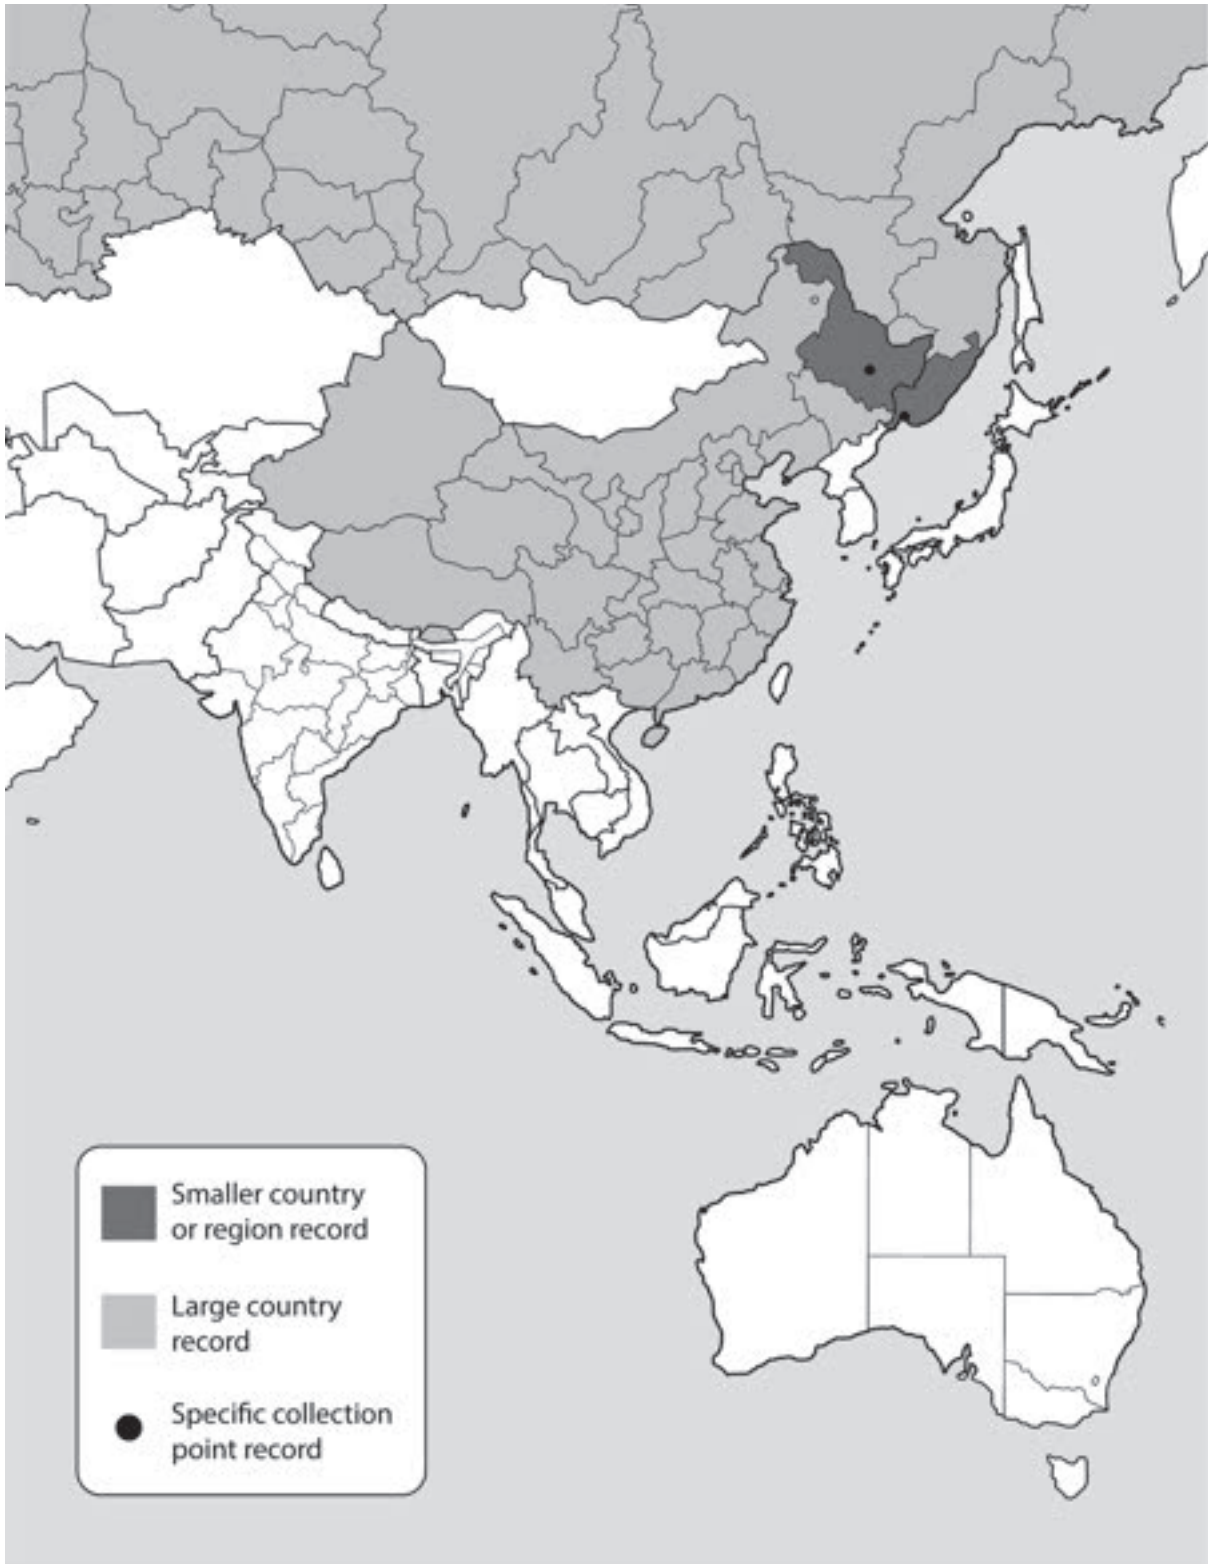 Smaller country
or region record
Large country
record
Specific collection
point record